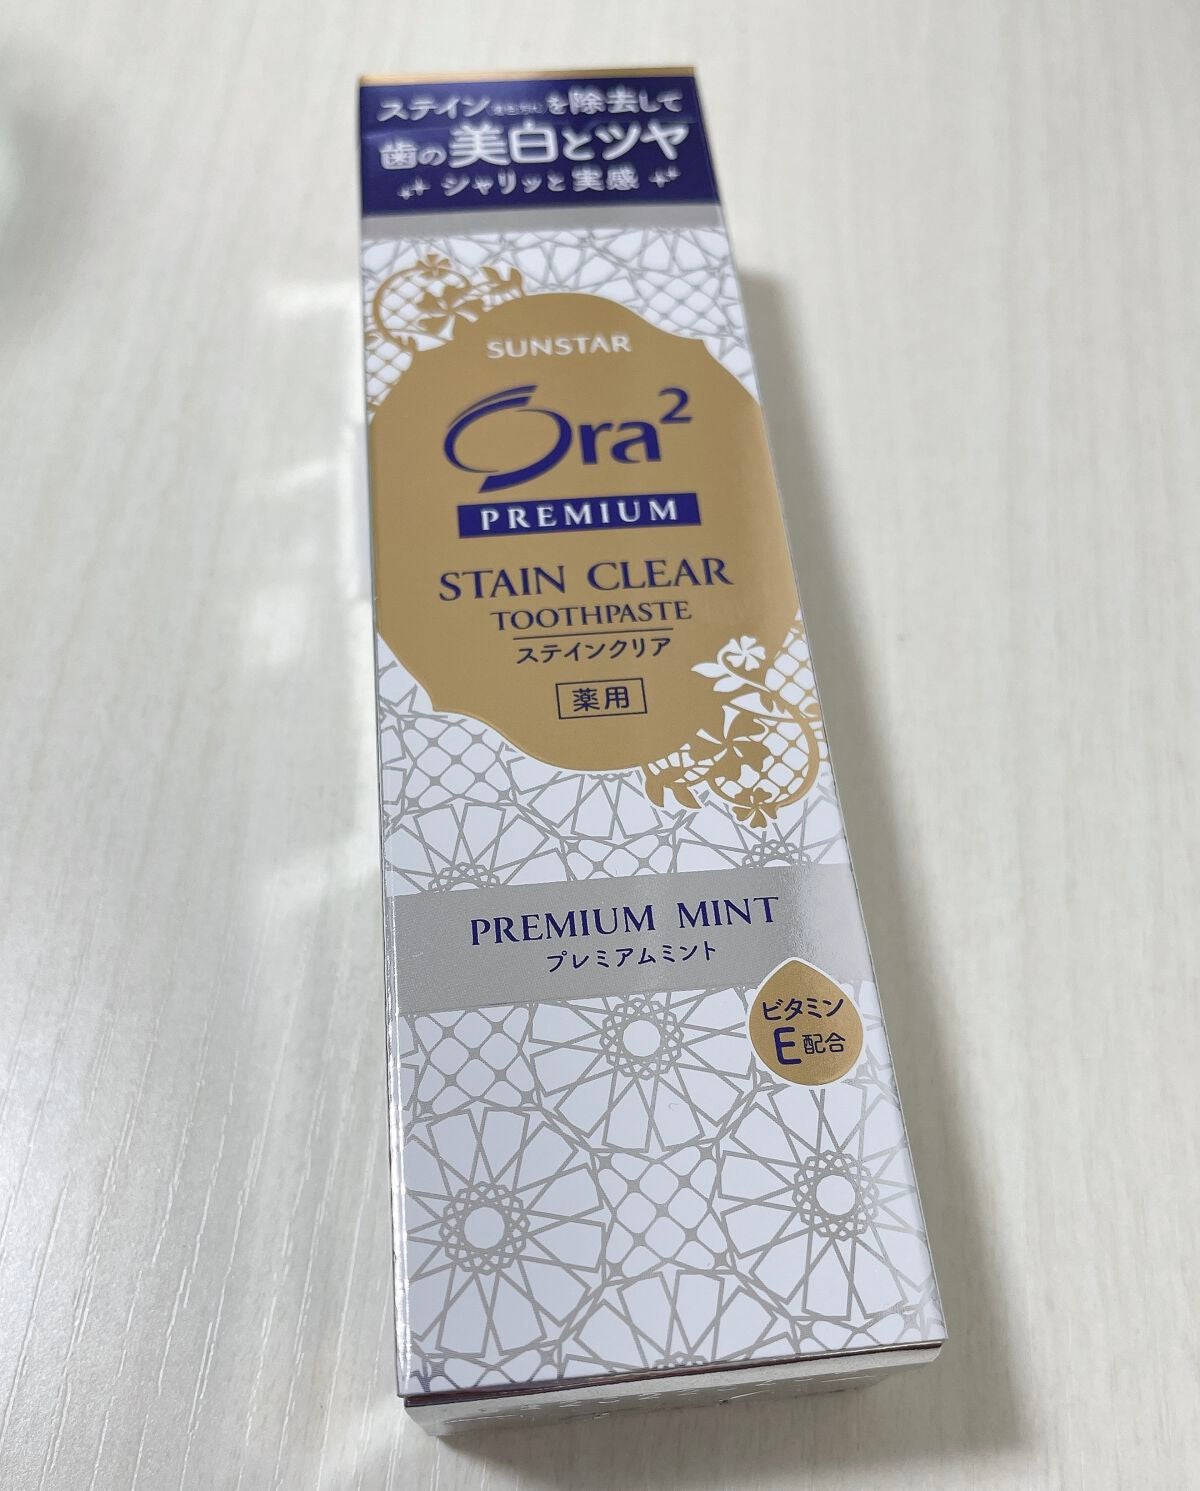 ステインを除去して
歯の美白とツヤ
シャリッと実感
SUNSTAR
Ora²
PREMIUM
STAIN CLEAR
TOOTHPASTE
ステインクリア
薬用
PREMIUM MINT
プレミアムミント
ビタミン
E配合